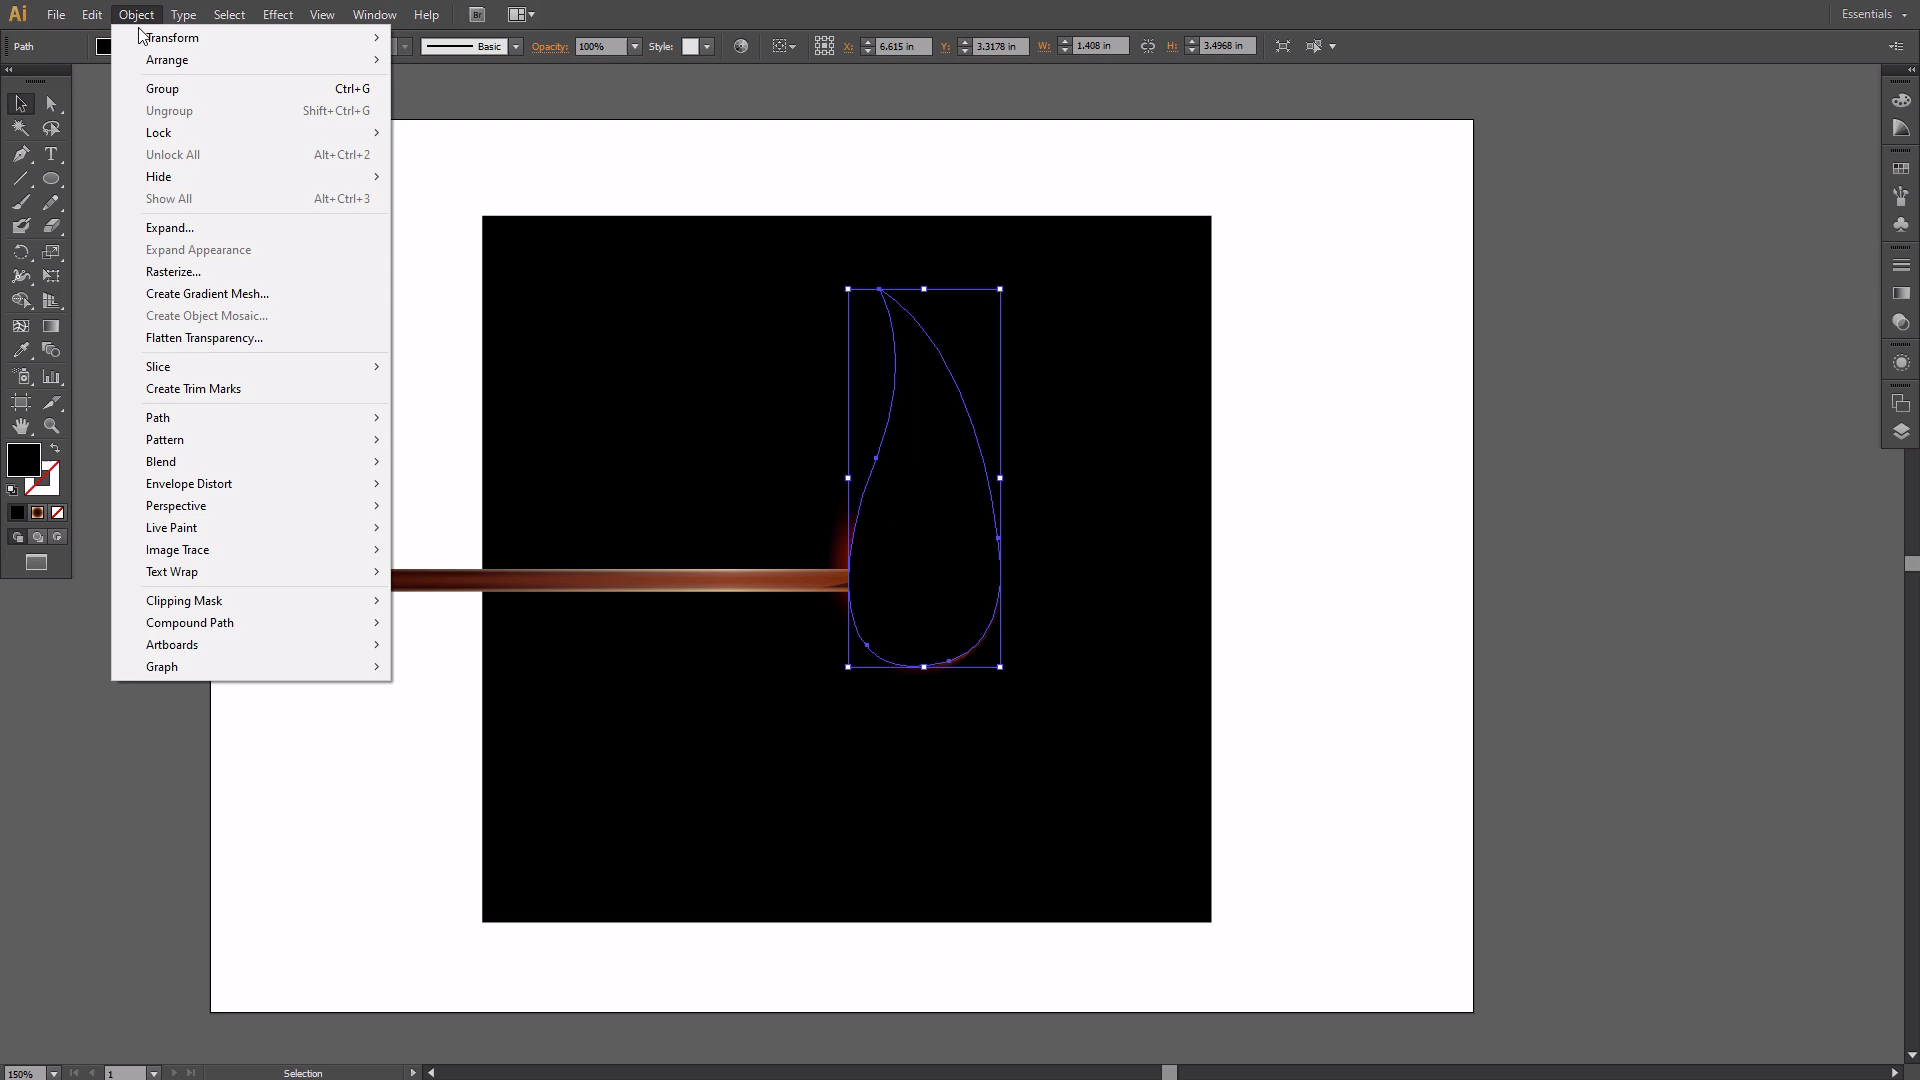 Ai File Edit Object Type Select Effect View Window Help Br Essentials
Path Basic Opacity: 100% Style: X: 6.615 in Y: 3.3178 in W: 1.408 in H: 3.4968 in
Transform
Arrange
Group Ctrl+G
Ungroup Shift+Ctrl+G
Lock
Unlock All Alt+Ctrl+2
Hide
Show All Alt+Ctrl+3
Expand...
Expand Appearance
Rasterize...
Create Gradient Mesh...
Create Object Mosaic...
Flatten Transparency...
Slice
Create Trim Marks
Path
Pattern
Blend
Envelope Distort
Perspective
Live Paint
Image Trace
Text Wrap
Clipping Mask
Compound Path
Artboards
Graph
150% 1 Selection